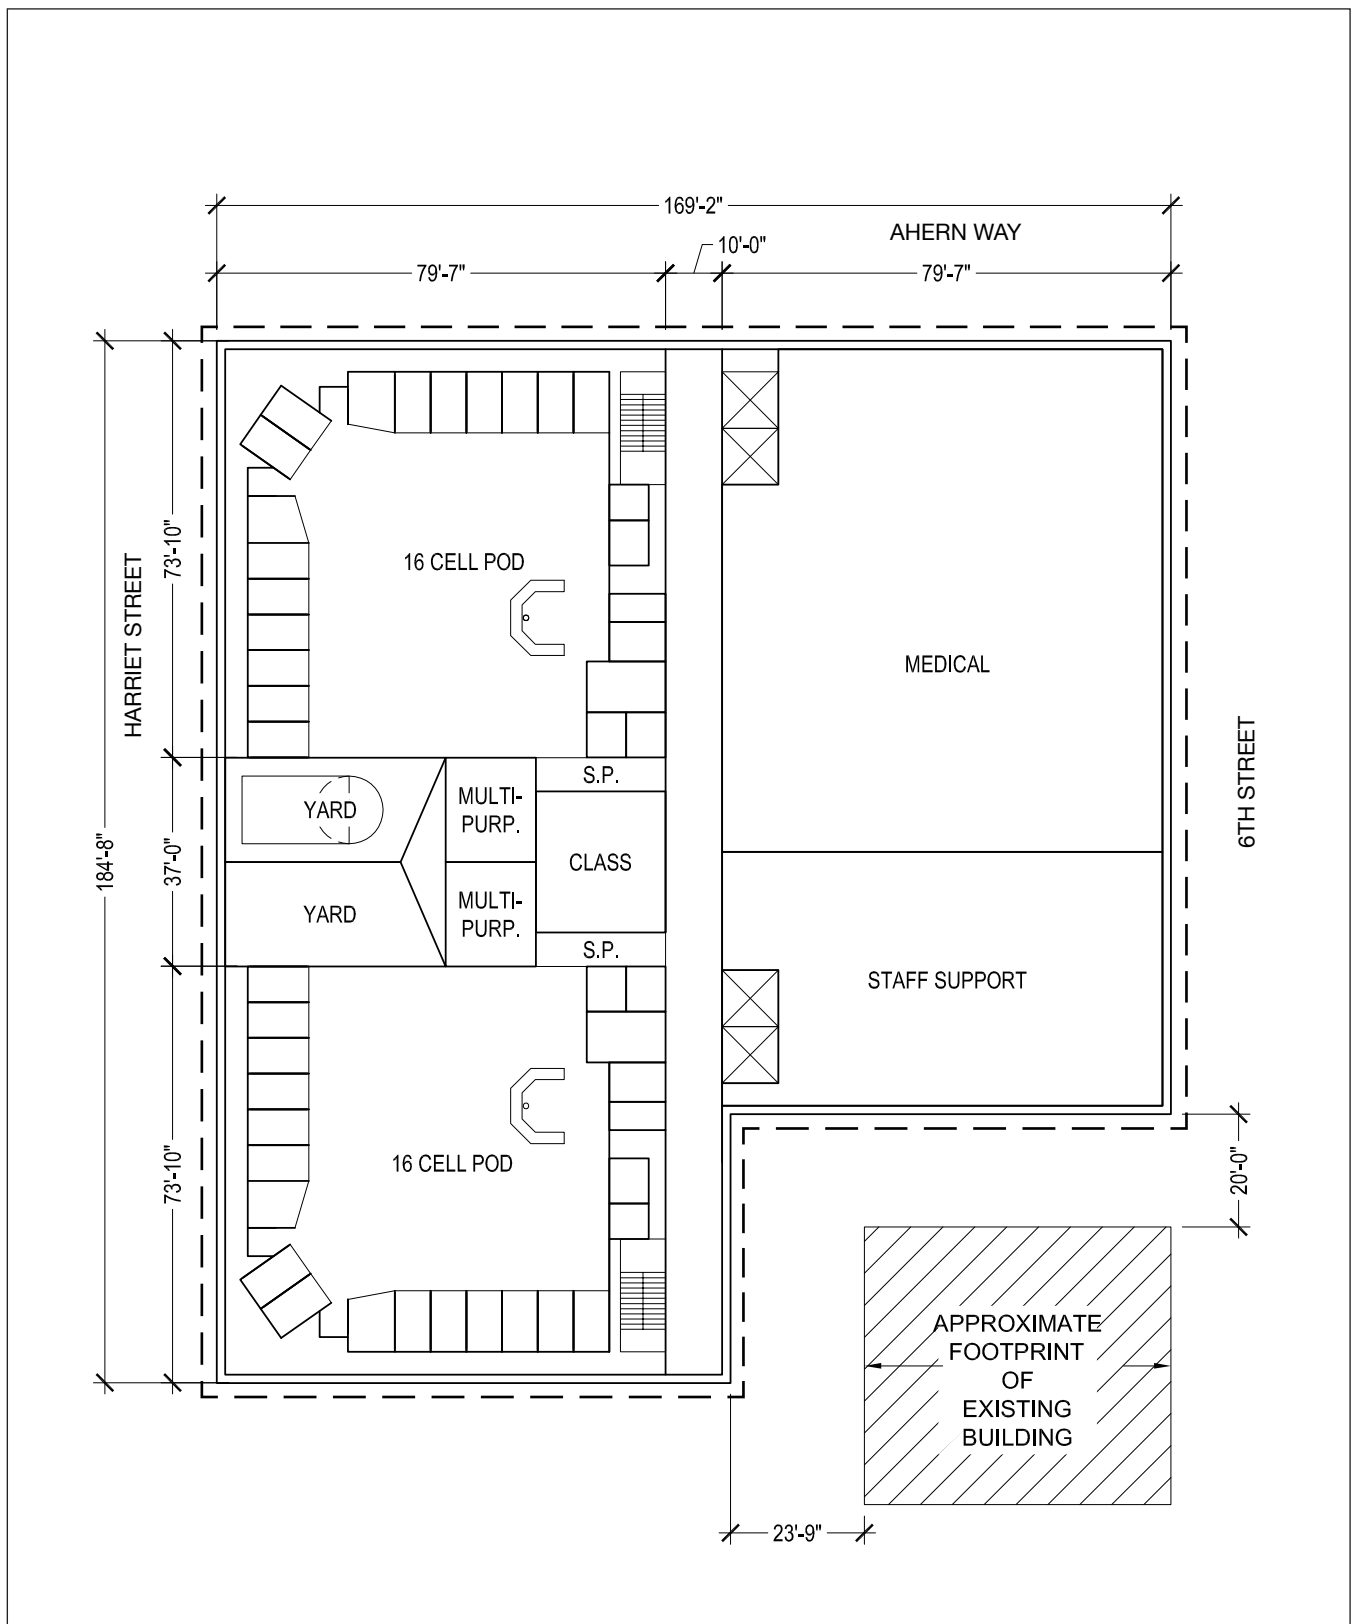 169'-2"
AHERN WAY
10'-0"
79'-7"
79'-7"
HARRIET STREET
184'-8"
73'-10"
37'-0"
73'-10"
16 CELL POD
MEDICAL
6TH STREET
S.P.
YARD
MULTI-
PURP.
CLASS
YARD
MULTI-
PURP.
S.P.
STAFF SUPPORT
16 CELL POD
20'-0"
APPROXIMATE
FOOTPRINT
OF
EXISTING
BUILDING
23'-9"